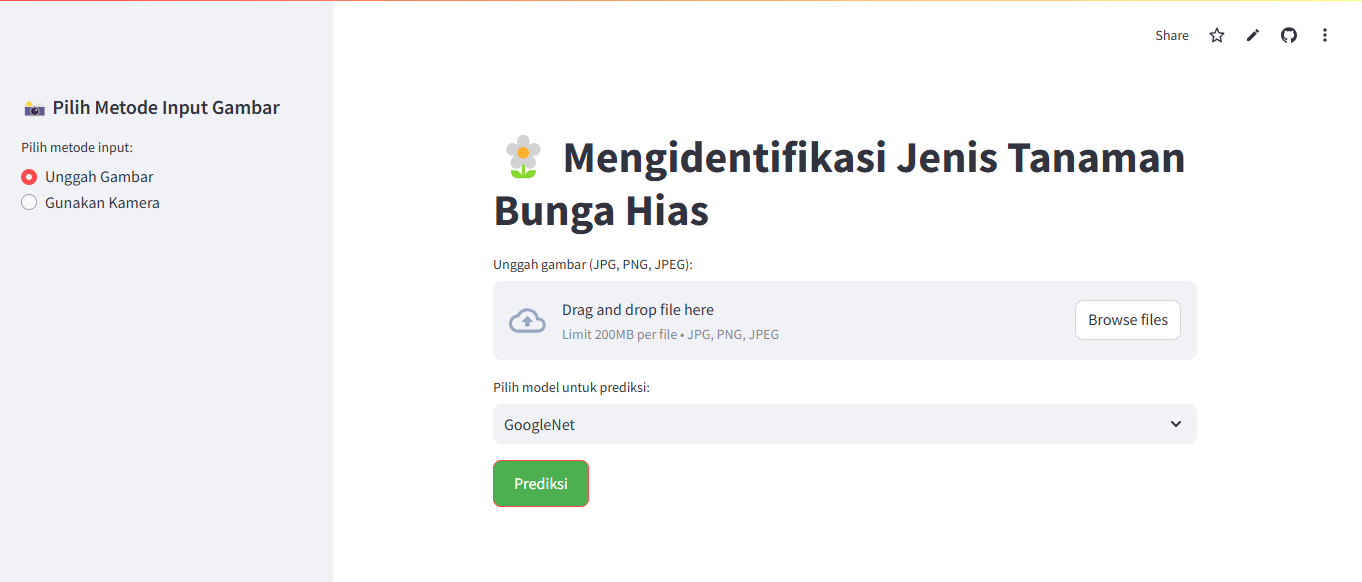 Share
Pilih Metode Input Gambar
Pilih metode input:
Unggah Gambar
Gunakan Kamera
Mengidentifikasi Jenis Tanaman
Bunga Hias
Unggah gambar (JPG, PNG, JPEG):
Drag and drop file here
Limit 200MB per file • JPG, PNG, JPEG
Browse files
Pilih model untuk prediksi:
GoogleNet
Prediksi